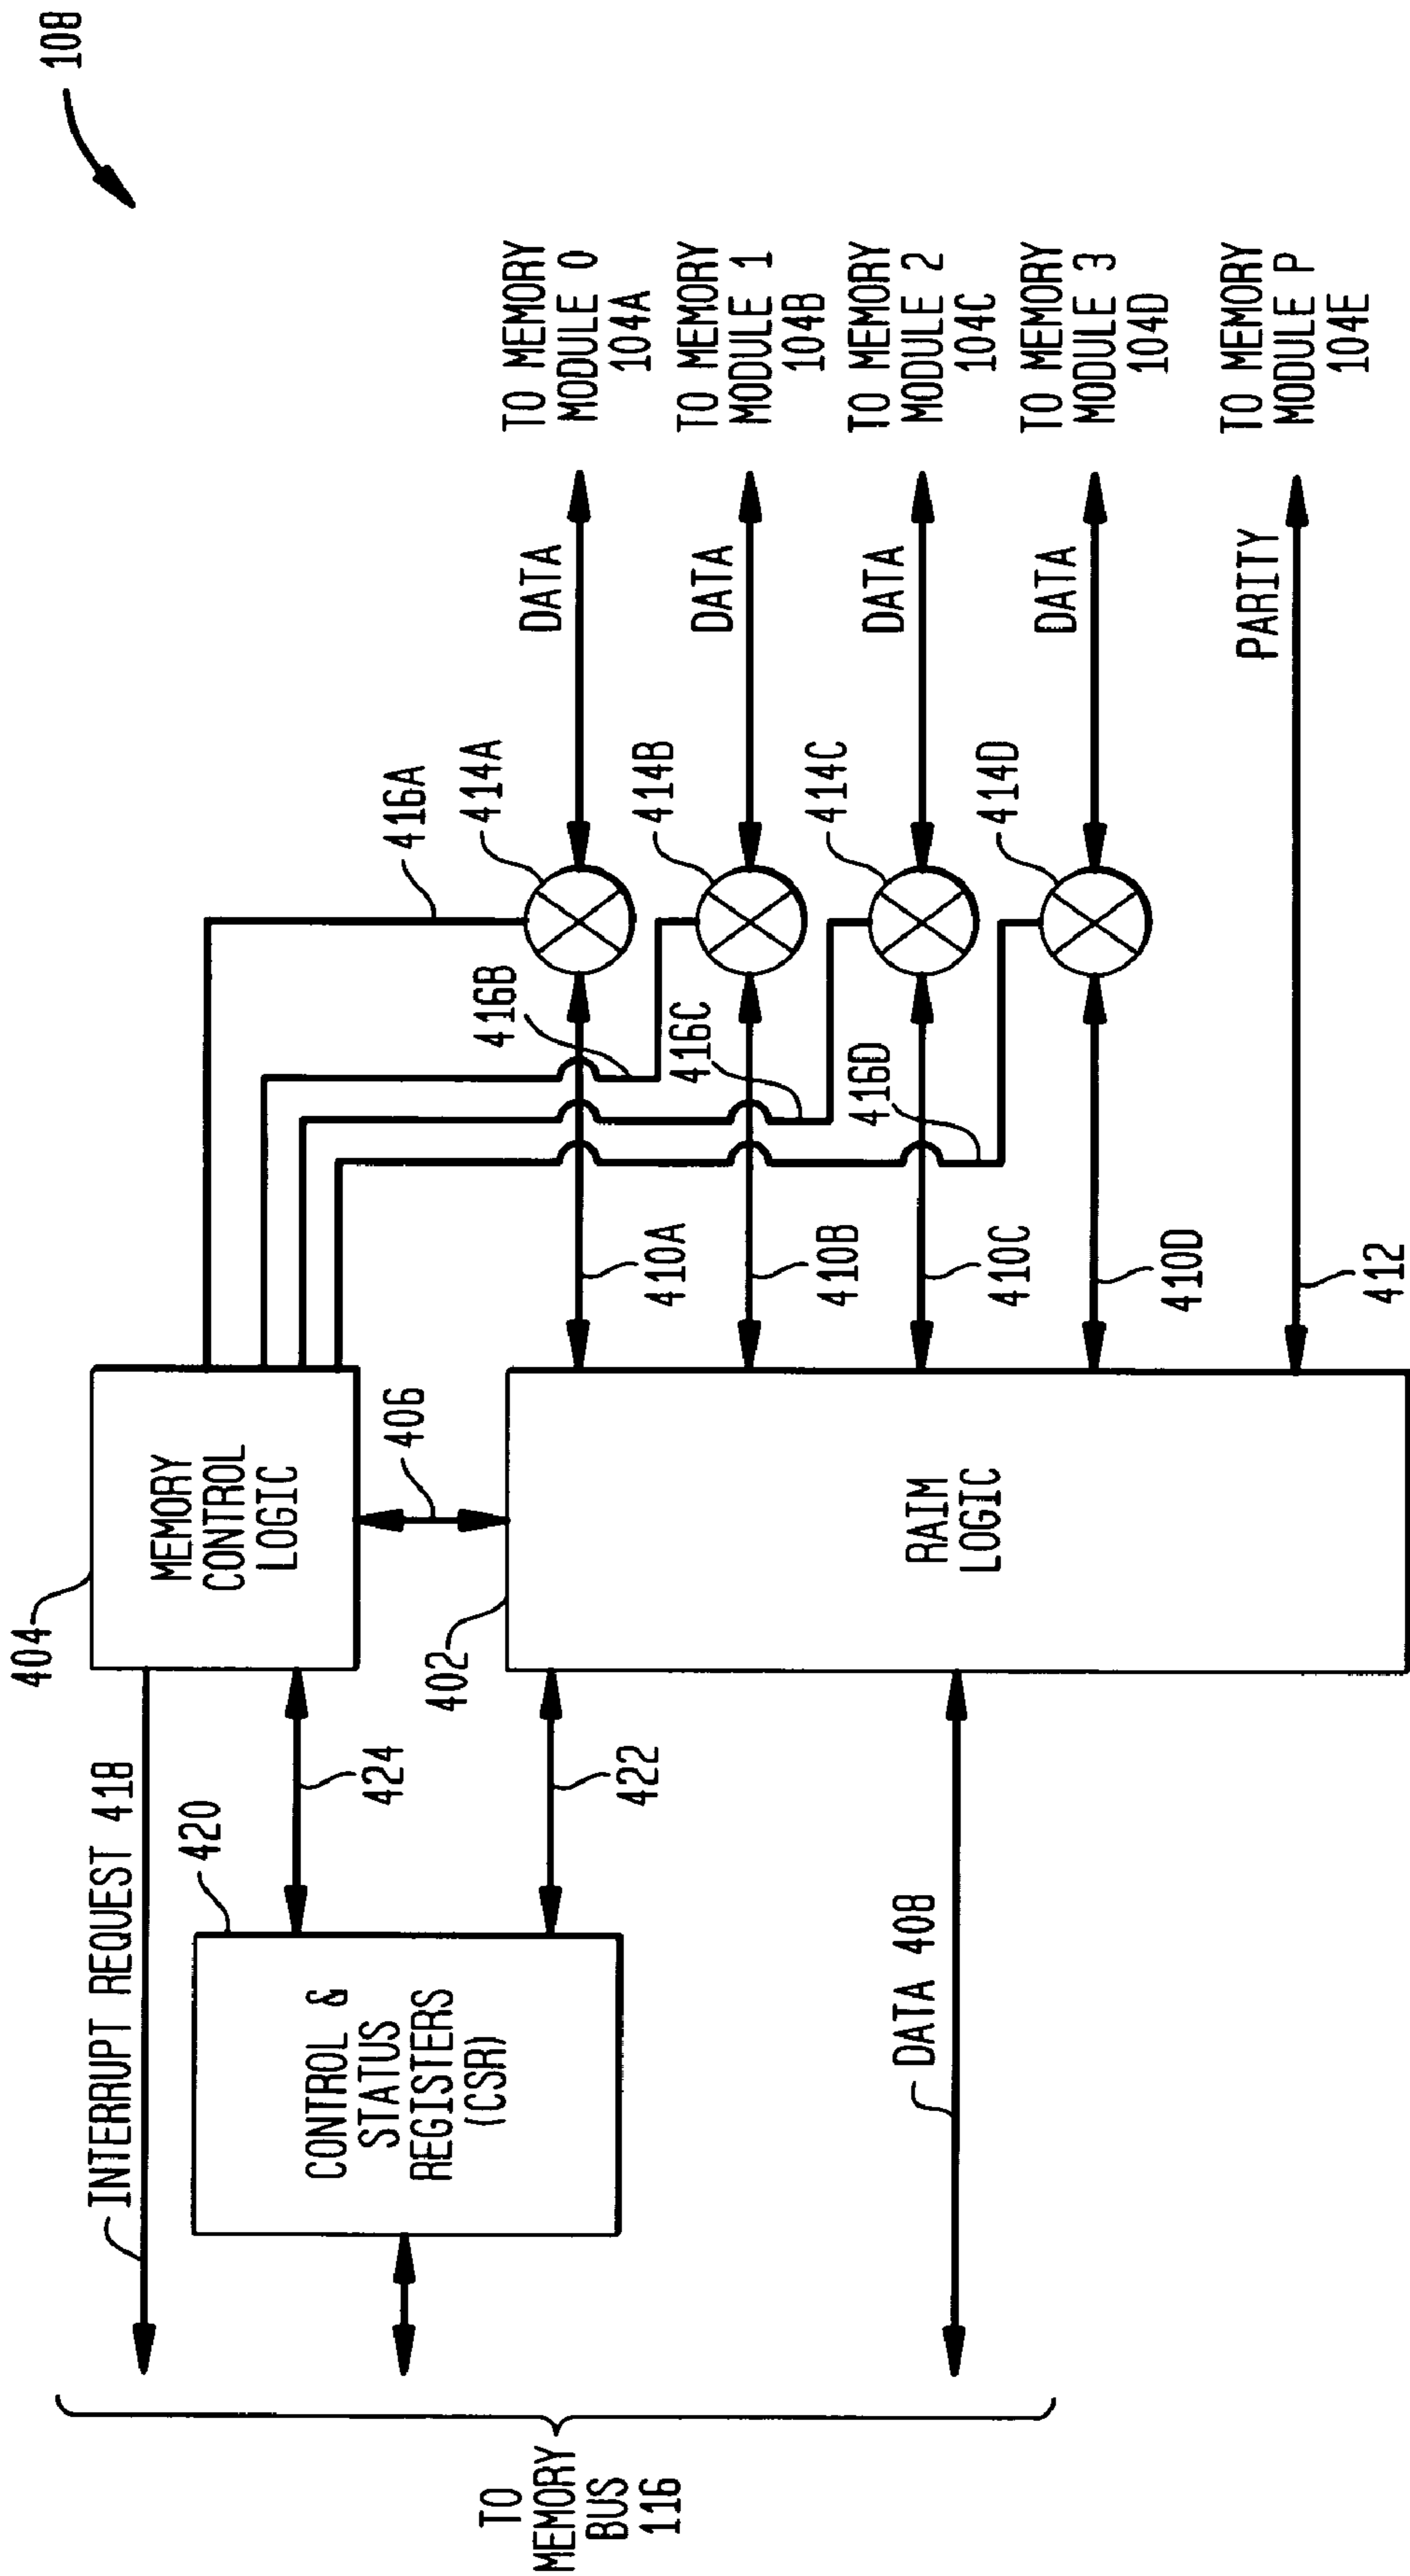 108
TO MEMORY
MODULE 0
104A
TO MEMORY
MODULE 1
104B
TO MEMORY
MODULE 2
104C
TO MEMORY
MODULE 3
104D
TO MEMORY
MODULE P
104E
DATA
DATA
DATA
DATA
PARITY
416A
414A
414B
414C
414D
416B
416C
416D
410A
410B
410C
410D
412
404
MEMORY
CONTROL
LOGIC
406
402
RAIM
LOGIC
INTERRUPT REQUEST 418
424
422
420
CONTROL &
STATUS
REGISTERS
(CSR)
DATA 408
TO
MEMORY
BUS
116